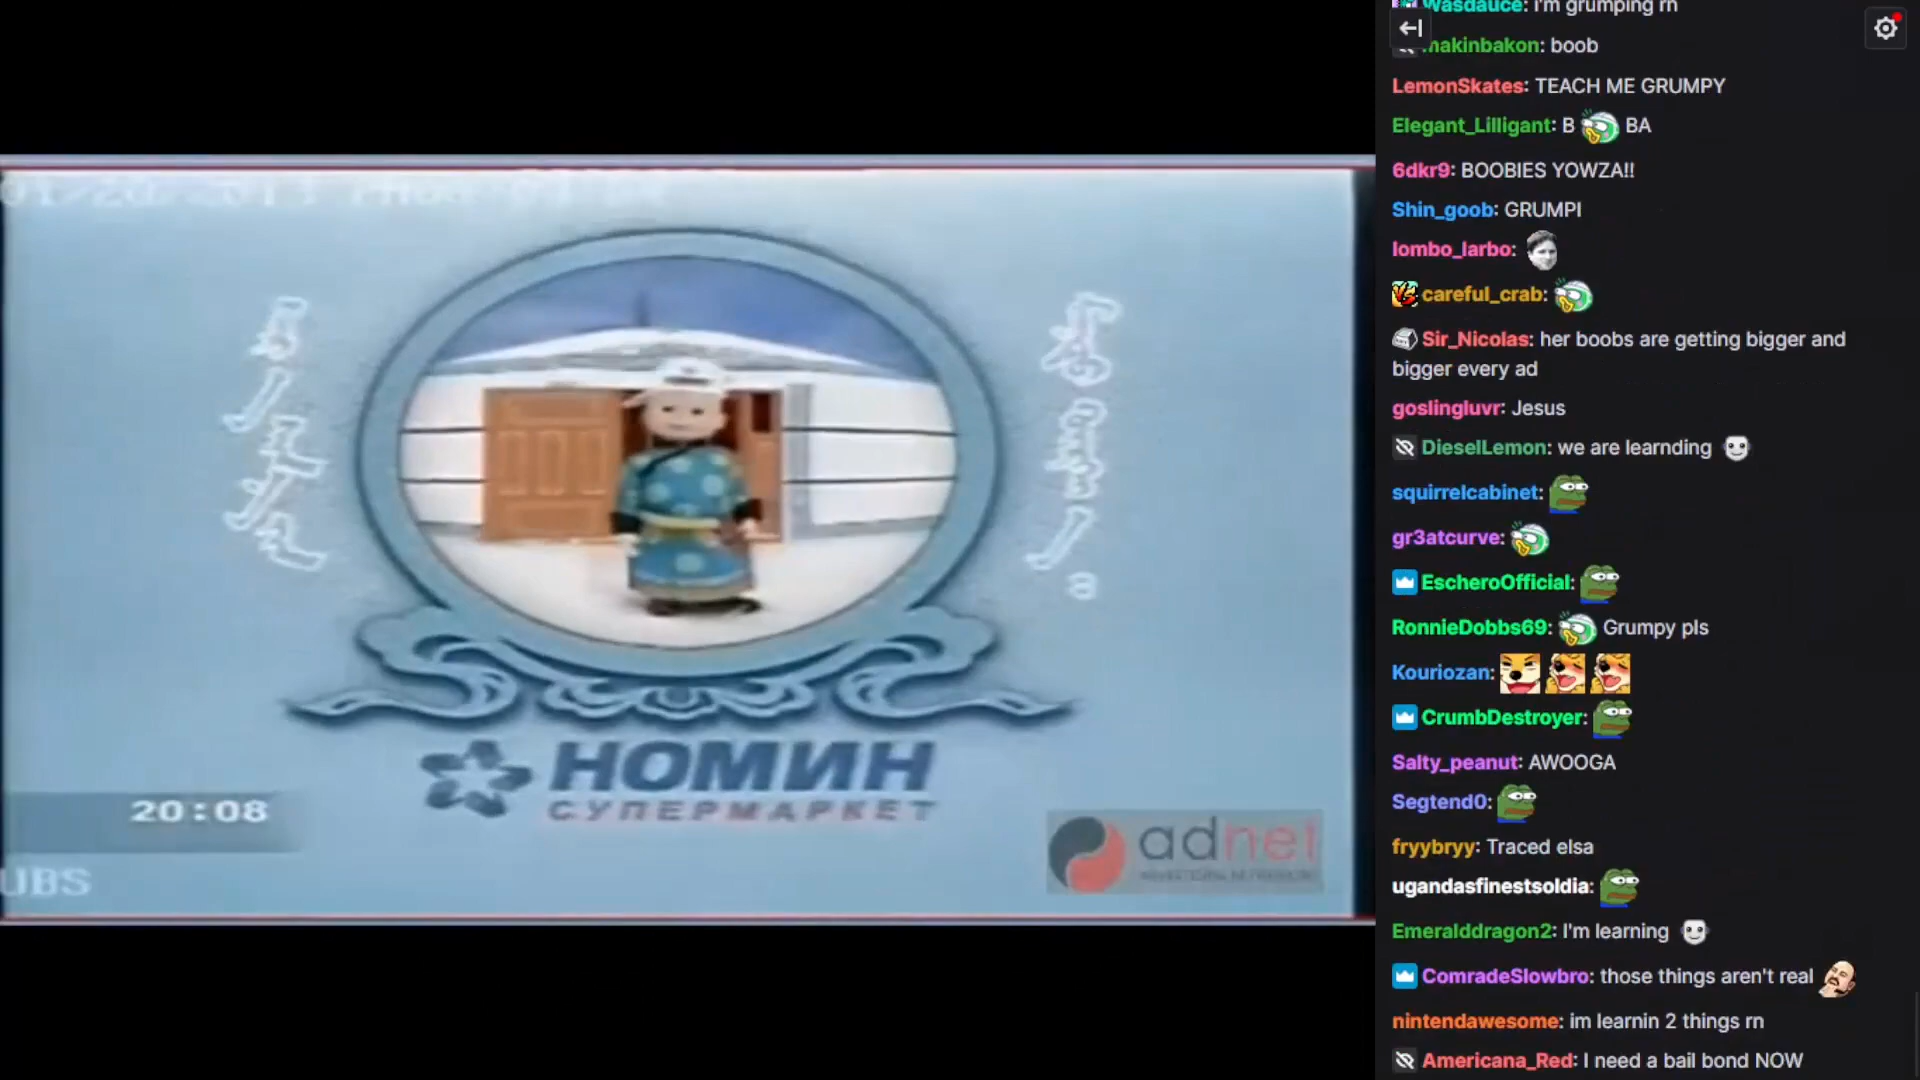 НОМИН
СУПЕРМАРКЕТ
20:08
UBS
adnet
a
Wasdauce: i'm grumping rn
makinbakon: boob
LemonSkates: TEACH ME GRUMPY
Elegant_Lilligant: B BA
6dkr9: BOOBIES YOWZA!!
Shin_goob: GRUMPI
lombo_larbo:
careful_crab:
Sir_Nicolas: her boobs are getting bigger and
bigger every ad
goslingluvr: Jesus
DieselLemon: we are learnding
squirrelcabinet:
gr3atcurve:
EscheroOfficial:
RonnieDobbs69: Grumpy pls
Kouriozan:
CrumbDestroyer:
Salty_peanut: AWOOGA
Segtend0:
fryybryy: Traced elsa
ugandasfinestsoldia:
Emeralddragon2: I'm learning
ComradeSlowbro: those things aren't real
nintendawesome: im learnin 2 things rn
Americana_Red: I need a bail bond NOW